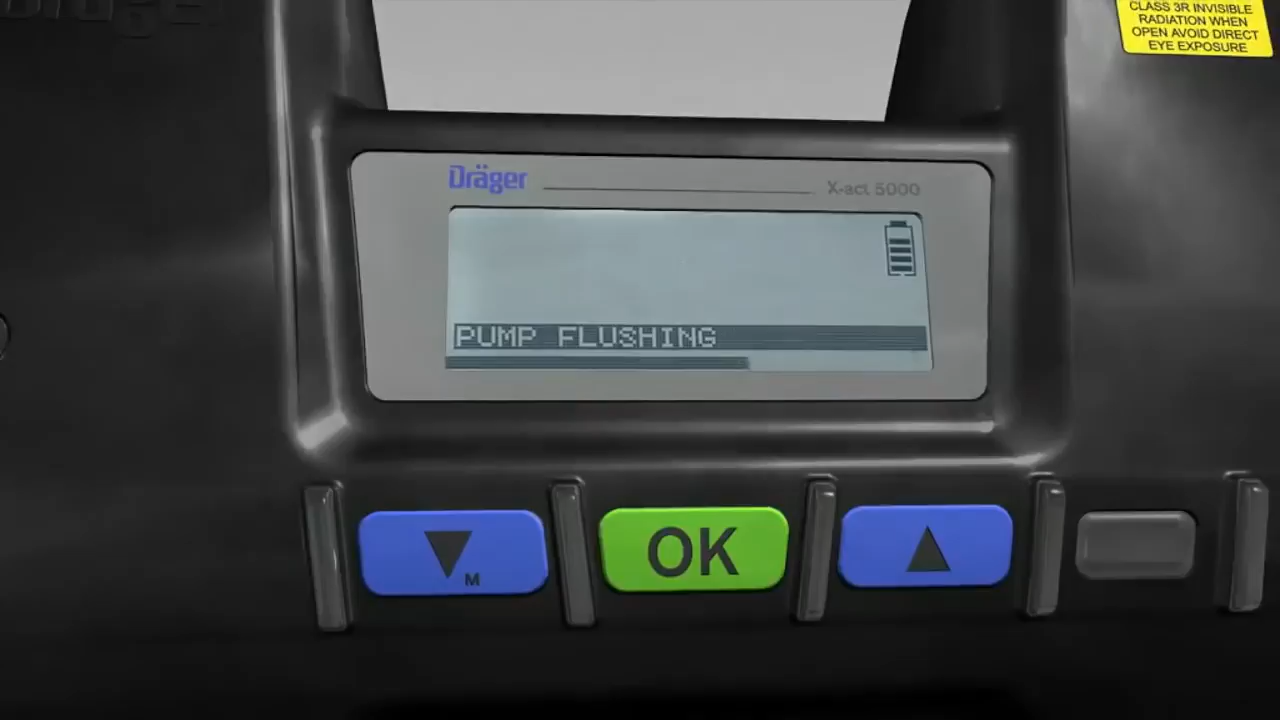 CLASS 3R INVISIBLE
RADIATION WHEN
OPEN AVOID DIRECT
EYE EXPOSURE
Dräger
X-act 5000
PUMP FLUSHING
M
OK